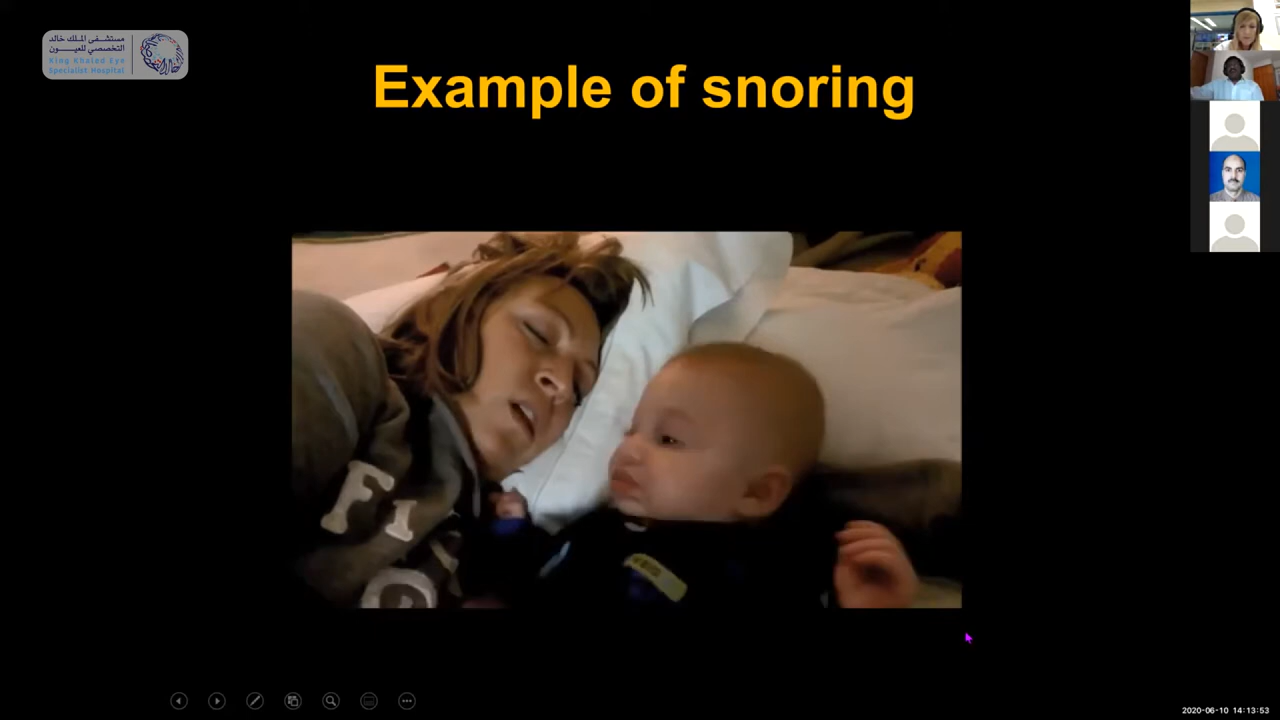 مستشفى الملك خالد
التخصصي للعيـــون
King Khaled Eye
Specialist Hospital
Example of snoring
FI
2020-06-10 14:13:53